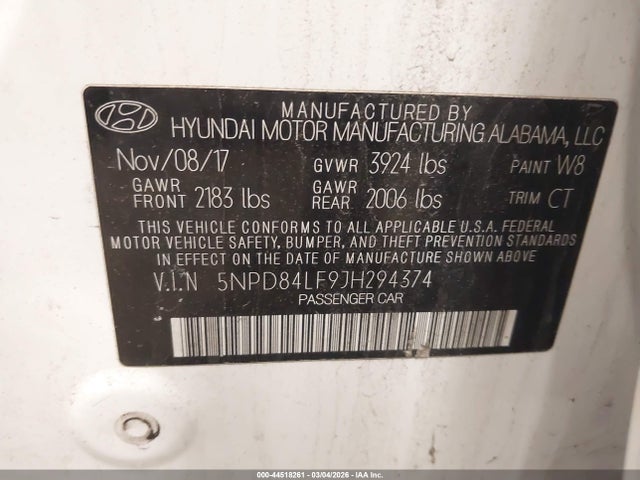 MANUFACTURED BY
HYUNDAI MOTOR MANUFACTURING ALABAMA, LLC
Nov/08/17 GVWR 3924 lbs PAINT W8
GAWR FRONT 2183 lbs GAWR REAR 2006 lbs TRIM CT
THIS VEHICLE CONFORMS TO ALL APPLICABLE U.S.A. FEDERAL
MOTOR VEHICLE SAFETY, BUMPER, AND THEFT PREVENTION STANDARDS
IN EFFECT ON THE DATE OF MANUFACTURE SHOWN ABOVE.
V.I.N 5NPD84LF9JH294374
PASSENGER CAR
000-44518261 - 03/04/2026 - Copyright IAA, Inc.